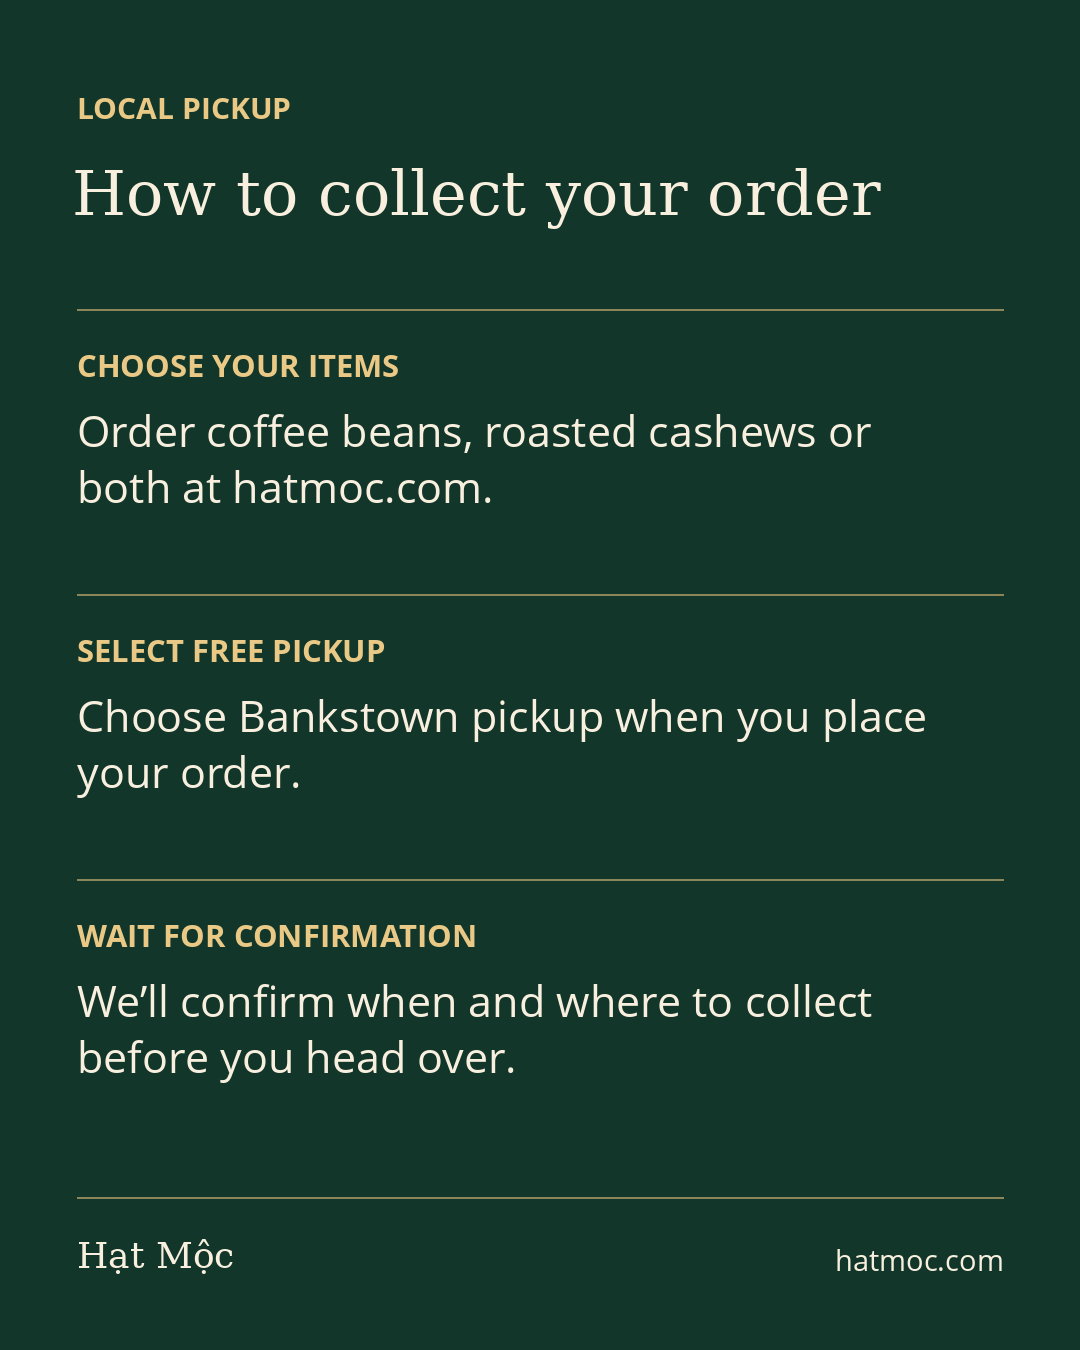 LOCAL PICKUP
How to collect your order
CHOOSE YOUR ITEMS
Order coffee beans, roasted cashews or
both at hatmoc.com.
SELECT FREE PICKUP
Choose Bankstown pickup when you place
your order.
WAIT FOR CONFIRMATION
We’ll confirm when and where to collect
before you head over.
Hạt Mộc
hatmoc.com